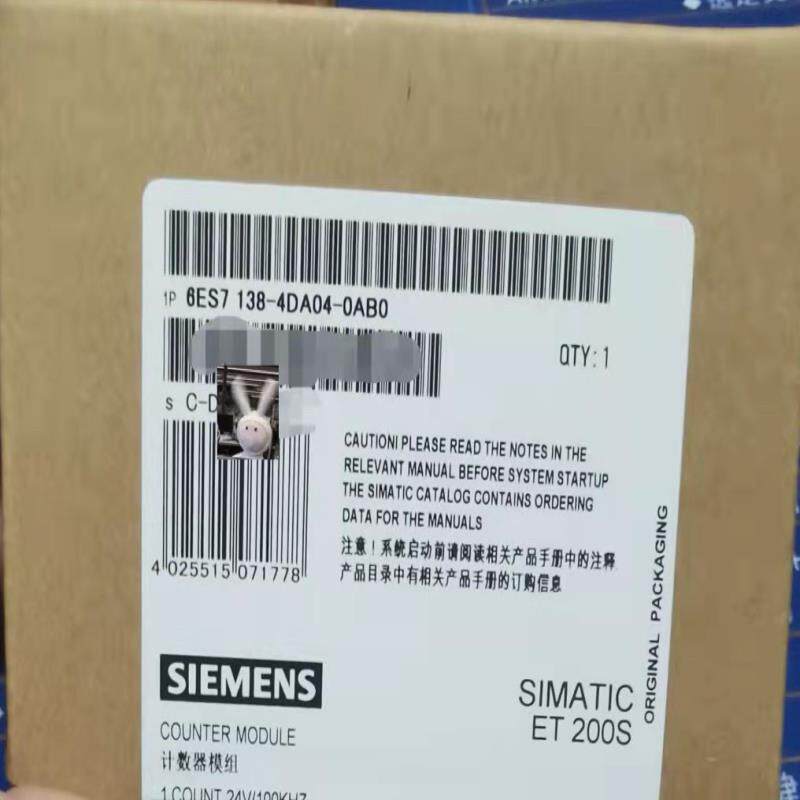 1P 6ES7 138-4DA04-0AB0
QTY:1
S C-D
CAUTION! PLEASE READ THE NOTES IN THE
RELEVANT MANUAL BEFORE SYSTEM STARTUP
THE SIMATIC CATALOG CONTAINS ORDERING
DATA FOR THE MANUALS
注意！系统启动前请阅读相关产品手册中的注释
产品目录中有相关产品手册的订购信息
4 025515 071778
ORIGINAL PACKAGING
SIEMENS
SIMATIC
ET 200S
COUNTER MODULE
计数器模组
1 COUNT 24V/100KHZ